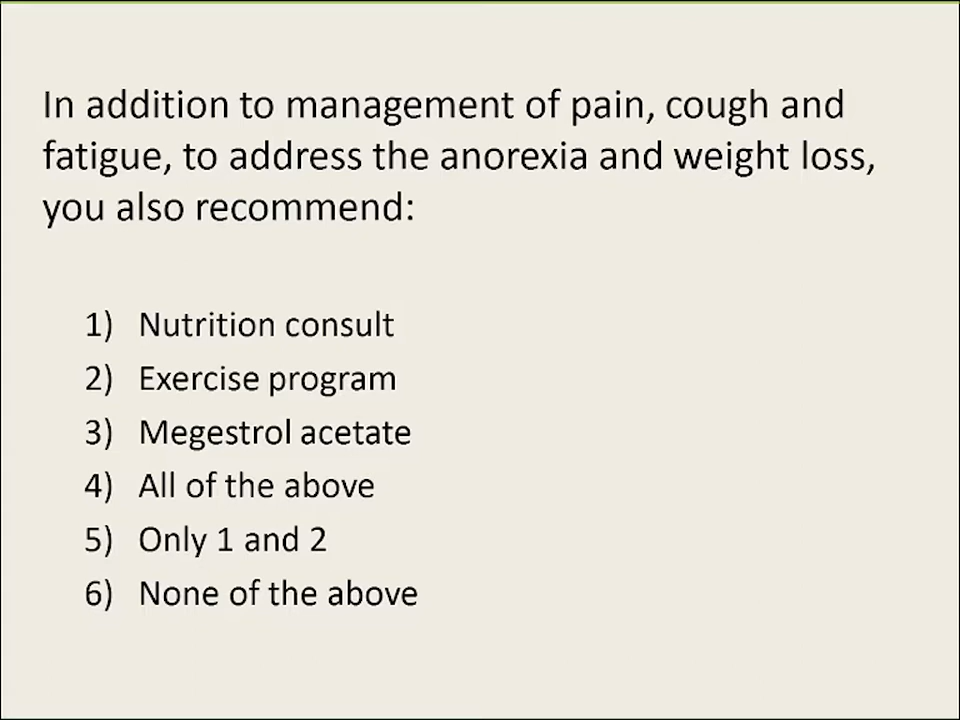 In addition to management of pain, cough and
fatigue, to address the anorexia and weight loss,
you also recommend:
1) Nutrition consult
2) Exercise program
3) Megestrol acetate
4) All of the above
5) Only 1 and 2
6) None of the above